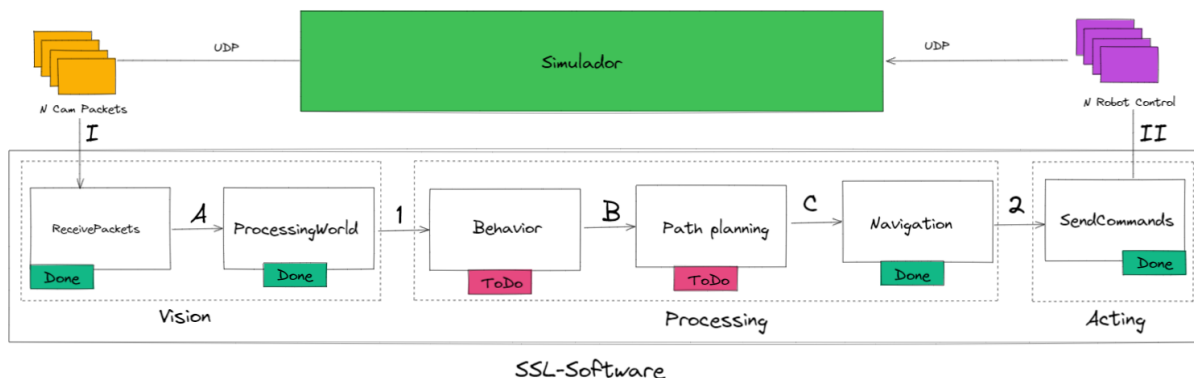 UDP
Simulador
UDP
N Cam Packets
N Robot Control
I
II
ReceivePackets
A
ProcessingWorld
1
Behavior
B
Path planning
C
Navigation
2
SendCommands
Done
Done
ToDo
ToDo
Done
Done
Vision
Processing
Acting
SSL-Software